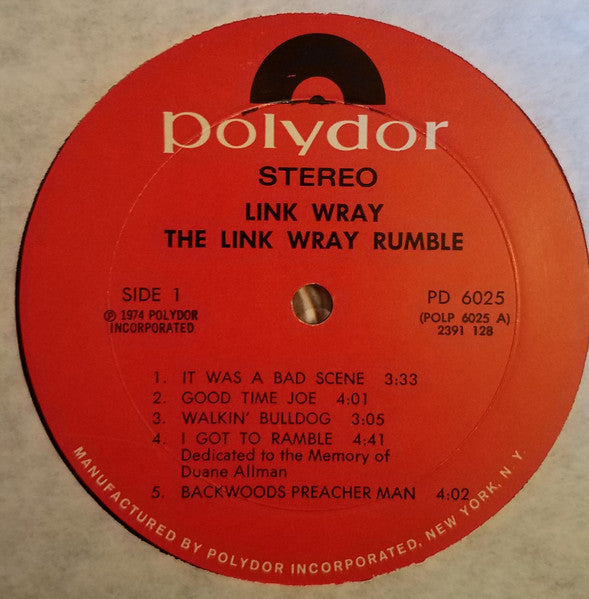 polydor
STEREO
LINK WRAY
THE LINK WRAY RUMBLE
SIDE 1
℗ 1974 POLYDOR
INCORPORATED
PD 6025
(POLP 6025 A)
2391 128
1. IT WAS A BAD SCENE 3:33
2. GOOD TIME JOE 4:01
3. WALKIN' BULLDOG 3:05
4. I GOT TO RAMBLE 4:41
Dedicated to the Memory of
Duane Allman
5. BACKWOODS PREACHER MAN 4:02
MANUFACTURED BY POLYDOR INCORPORATED, NEW YORK, N Y